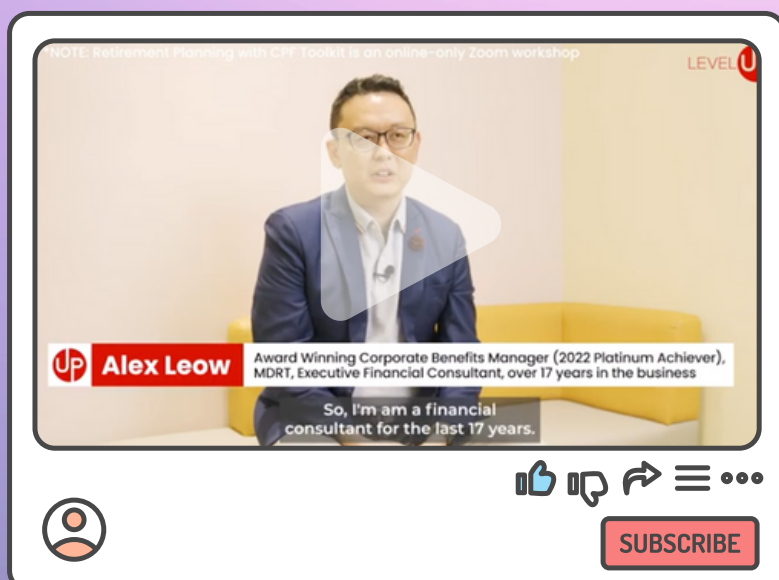 *NOTE: Retirement Planning with CPF Toolkit is an online-only Zoom workshop
LEVEL U
UP Alex Leow
Award Winning Corporate Benefits Manager (2022 Platinum Achiever),
MDRT, Executive Financial Consultant, over 17 years in the business
So, I'm am a financial
consultant for the last 17 years.
SUBSCRIBE